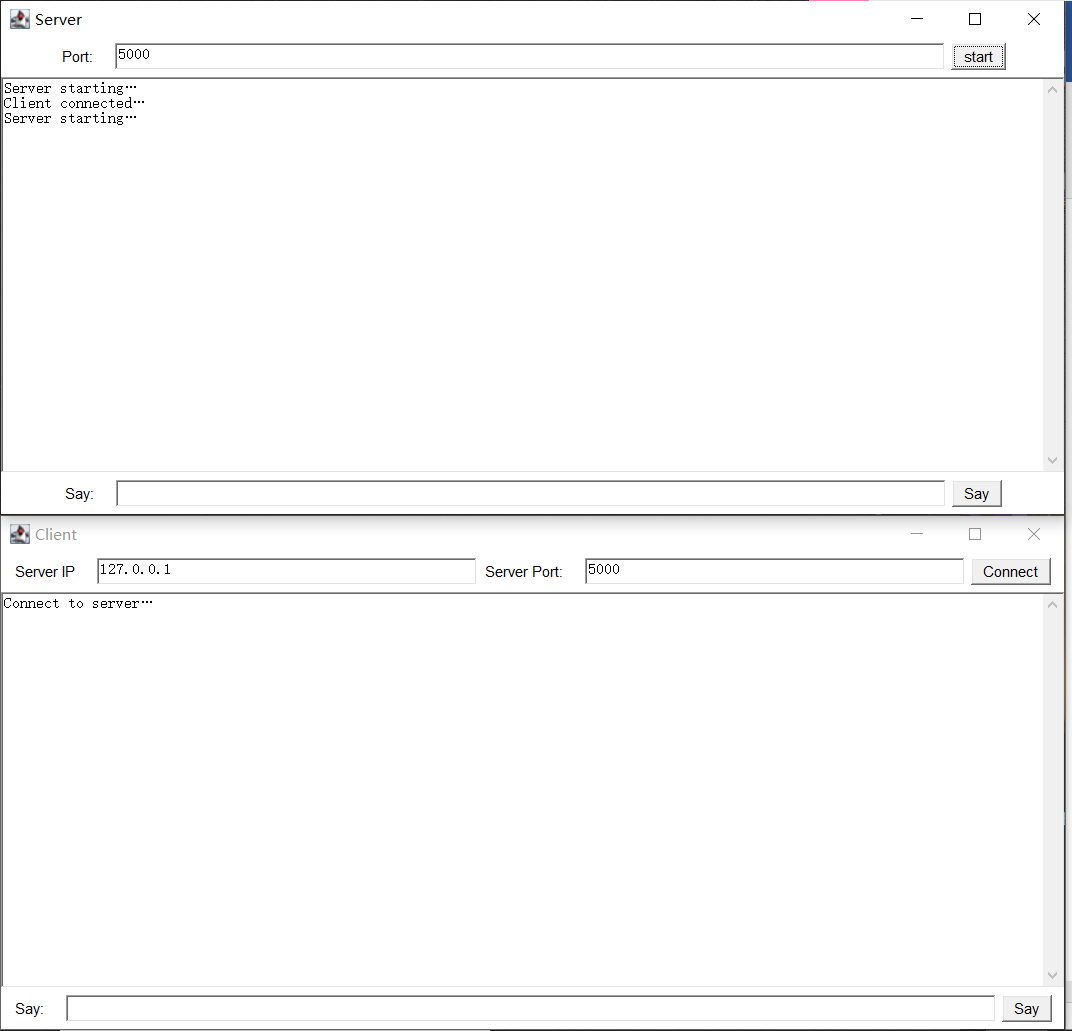 Server
Port: 5000 start
Server starting…
Client connected…
Server starting…
Say: Say
Client
Server IP 127.0.0.1 Server Port: 5000 Connect
Connect to server…
Say: Say